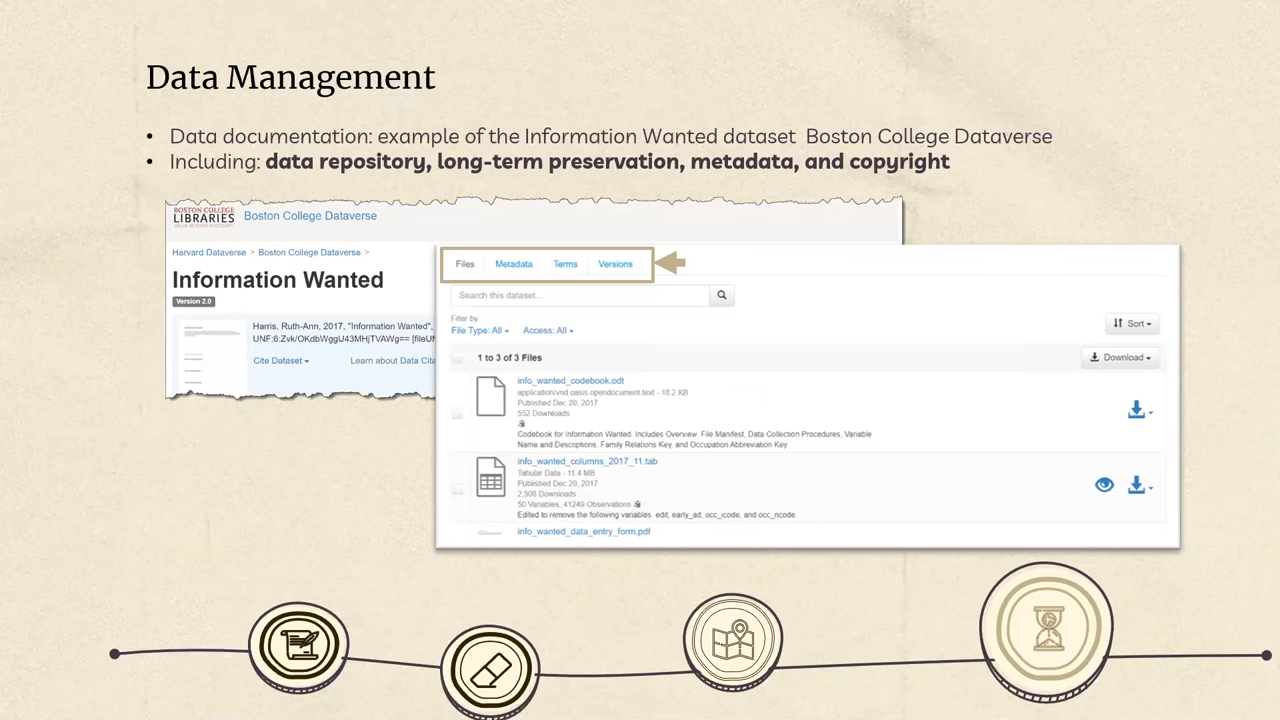 Data Management
• Data documentation: example of the Information Wanted dataset Boston College Dataverse
• Including: data repository, long-term preservation, metadata, and copyright
BOSTON COLLEGE
LIBRARIES
Boston College Dataverse
Harvard Dataverse > Boston College Dataverse >
Information Wanted
Version 2.0
Harris, Ruth-Ann, 2017, "Information Wanted",
UNF:6:Zvk/OKdbWggU43MHjTVAWg== [fileUN
Cite Dataset
Learn about Data Cita
Files Metadata Terms Versions
Search this dataset...
Filter by
File Type: All Access: All
Sort
1 to 3 of 3 Files
Download
info_wanted_codebook.odt
application/vnd oasis opendocument.text - 18.2 KB
Published Dec 20, 2017
552 Downloads
Codebook for Information Wanted. Includes Overview, File Manifest, Data Collection Procedures, Variable
Name and Descriptions, Family Relations Key, and Occupation Abbreviation Key
info_wanted_columns_2017_11.tab
Tabular Data - 11.4 MB
Published Dec 20, 2017
2,508 Downloads
50 Variables, 41249 Observations
Edited to remove the following variables. edit, early_ad, occ_icode, and occ_ncode.
info_wanted_data_entry_form.pdf